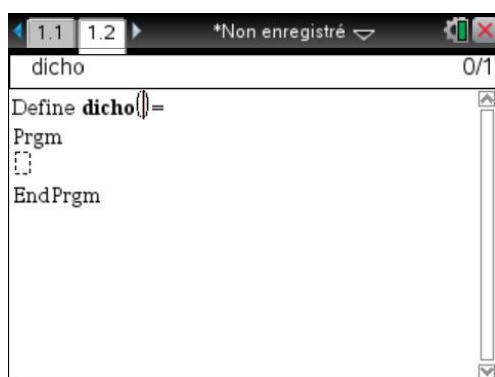 1.1 1.2 *Non enregistré
dicho 0/1
Define dicho()=
Prgm
EndPrgm